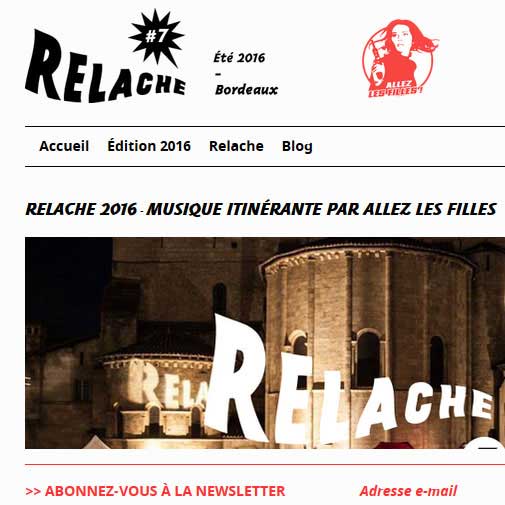 #7
RELACHE
Été 2016
–
Bordeaux
ALLEZ
LES FILLES!
Accueil Édition 2016 Relache Blog
RELACHE 2016 - MUSIQUE ITINÉRANTE PAR ALLEZ LES FILLES
RELA
RELACHE
>> ABONNEZ-VOUS À LA NEWSLETTER Adresse e-mail